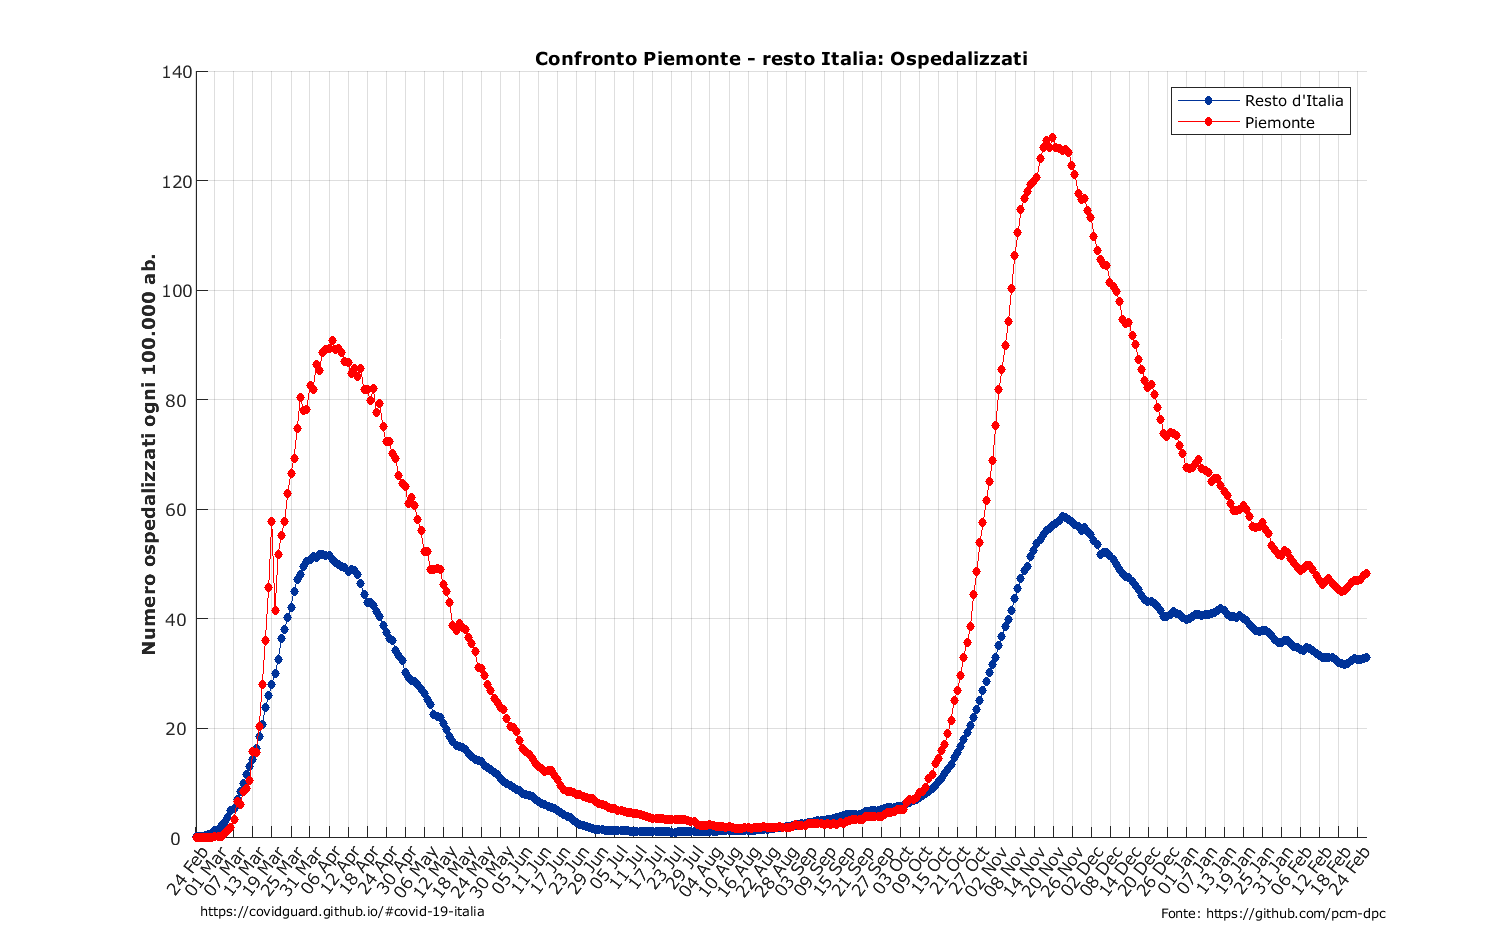 Confronto Piemonte - resto Italia: Ospedalizzati
Resto d'Italia
Piemonte
Numero ospedalizzati ogni 100.000 ab.
140
120
100
80
60
40
20
0
24 Feb
01 Mar
07 Mar
13 Mar
19 Mar
25 Mar
31 Mar
06 Apr
12 Apr
18 Apr
24 Apr
30 Apr
06 May
12 May
18 May
24 May
30 May
05 Jun
11 Jun
17 Jun
23 Jun
29 Jun
05 Jul
11 Jul
17 Jul
23 Jul
29 Jul
04 Aug
10 Aug
16 Aug
22 Aug
28 Aug
03 Sep
09 Sep
15 Sep
21 Sep
27 Sep
03 Oct
09 Oct
15 Oct
21 Oct
27 Oct
02 Nov
08 Nov
14 Nov
20 Nov
26 Nov
02 Dec
08 Dec
14 Dec
20 Dec
26 Dec
01 Jan
07 Jan
13 Jan
19 Jan
25 Jan
31 Jan
06 Feb
12 Feb
18 Feb
24 Feb
https://covidguard.github.io/#covid-19-italia
Fonte: https://github.com/pcm-dpc